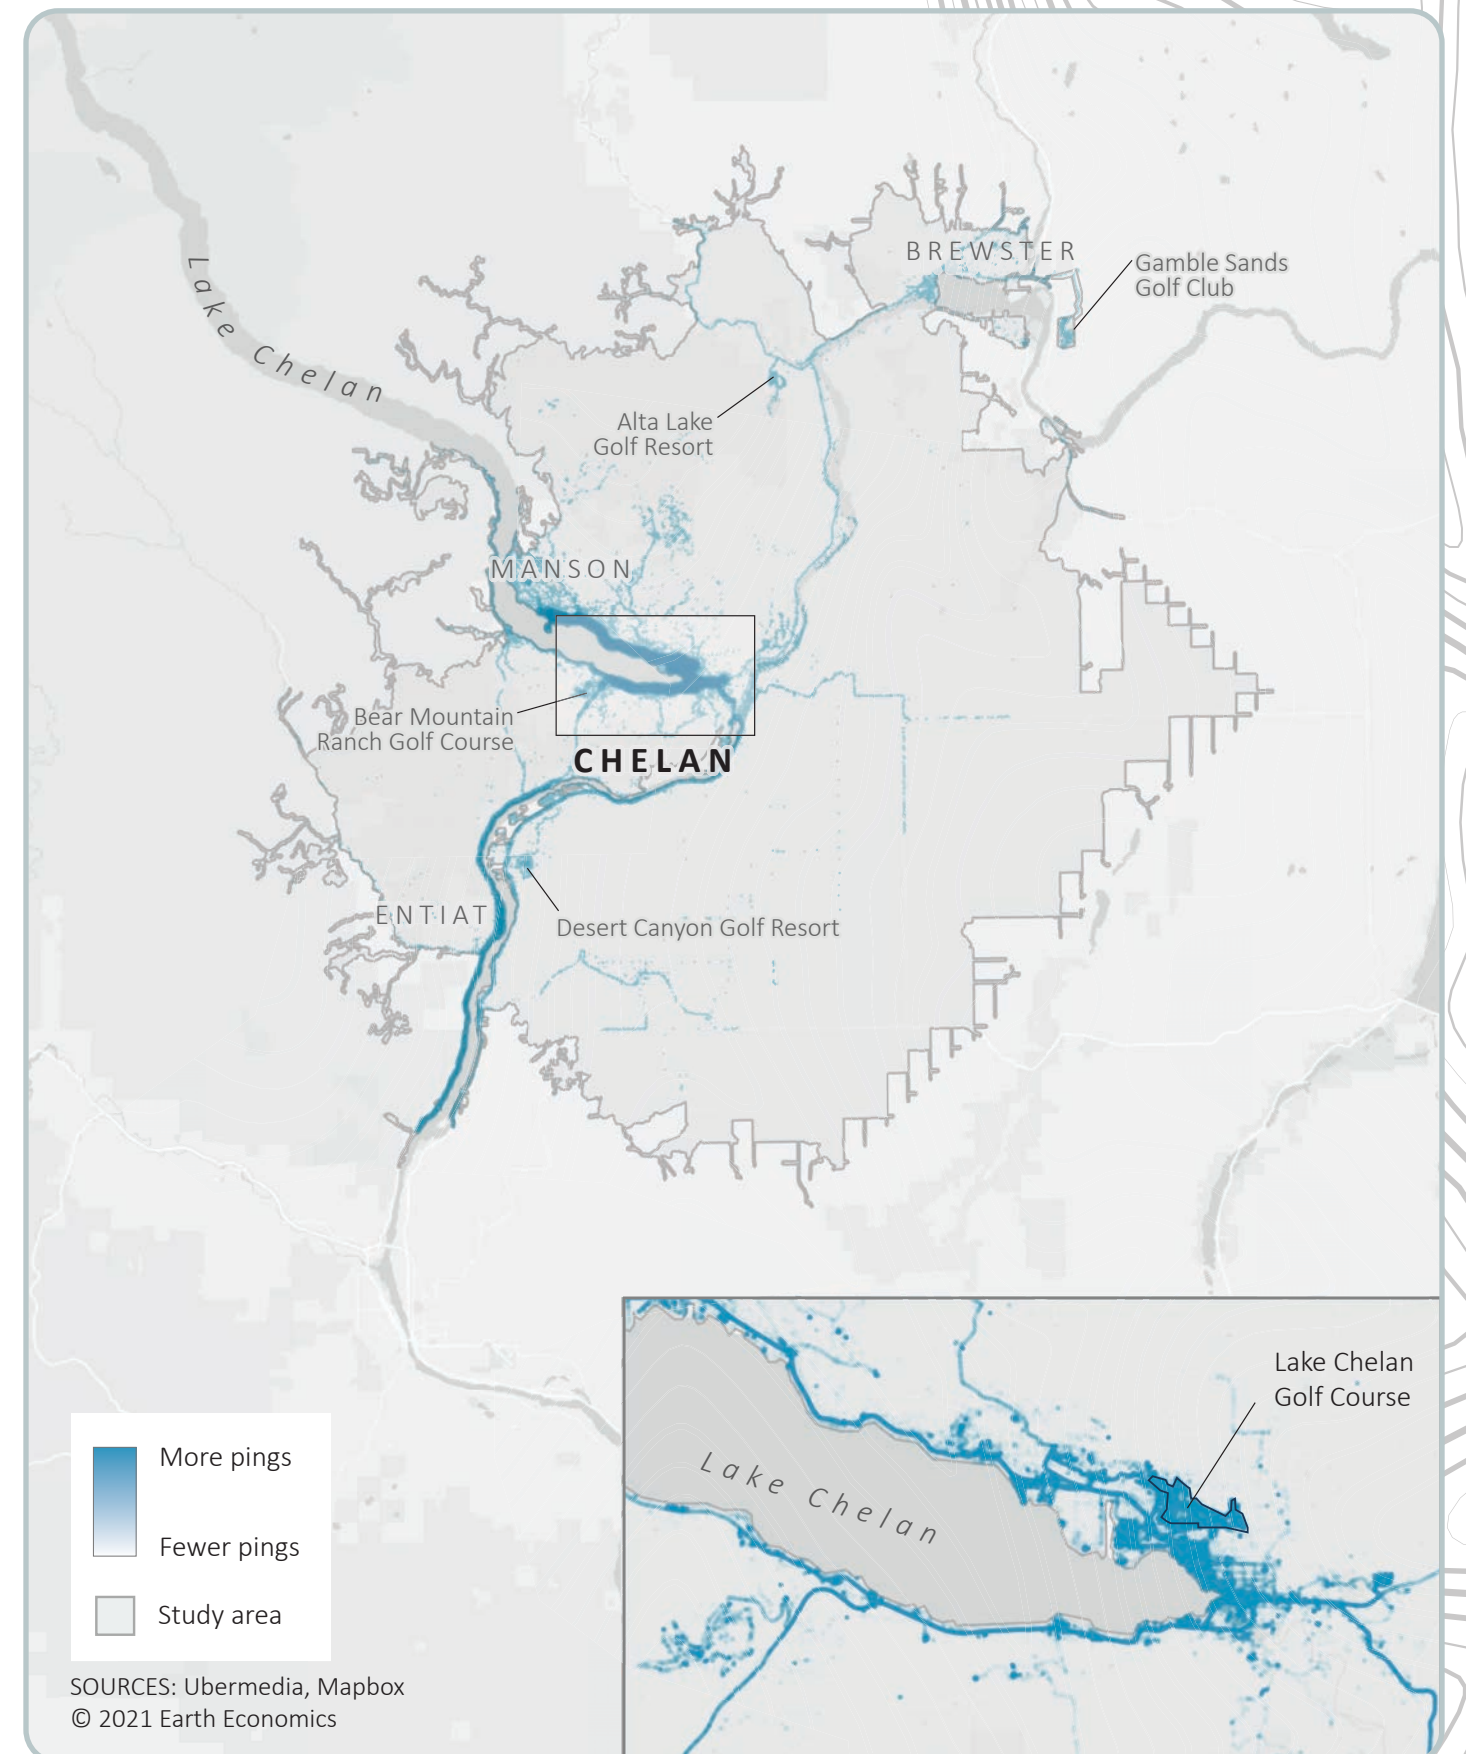 BREWSTER
Gamble Sands
Golf Club
Lake Chelan
Alta Lake
Golf Resort
MANSON
Bear Mountain
Ranch Golf Course
CHELAN
ENTIAT
Desert Canyon Golf Resort
Lake Chelan
Golf Course
Lake Chelan
More pings
Fewer pings
Study area
SOURCES: Ubermedia, Mapbox
© 2021 Earth Economics